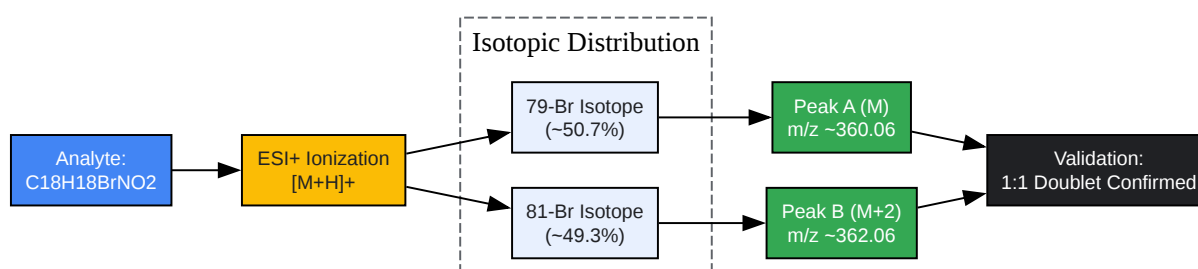 Isotopic Distribution
Analyte:
C18H18BrNO2
ESI+ Ionization
[M+H]+
79-Br Isotope
(~50.7%)
81-Br Isotope
(~49.3%)
Peak A (M)
m/z ~360.06
Peak B (M+2)
m/z ~362.06
Validation:
1:1 Doublet Confirmed